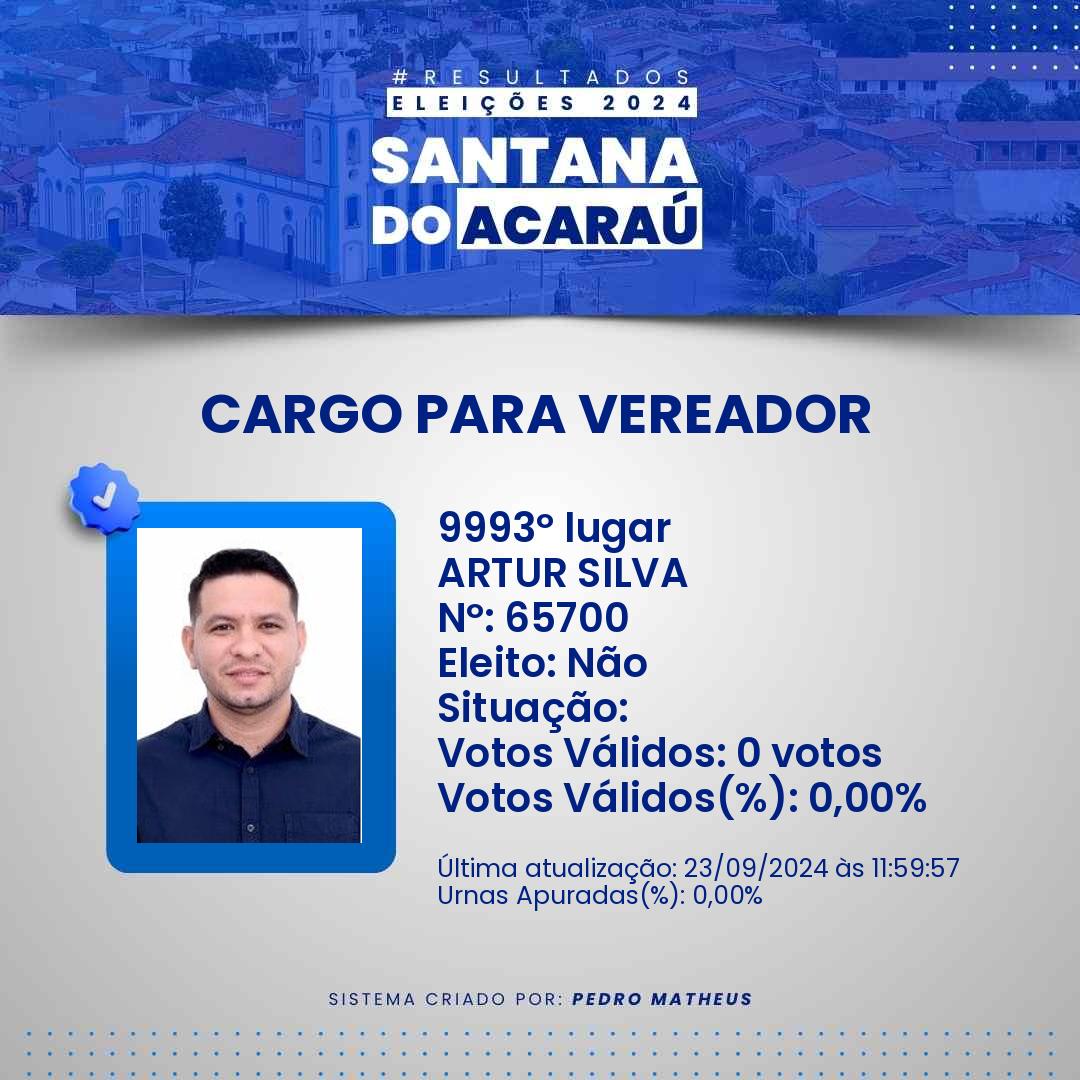 #RESULTADOS
ELEIÇÕES 2024
SANTANA
DO ACARAÚ
CARGO PARA VEREADOR
9993º lugar
ARTUR SILVA
Nº: 65700
Eleito: Não
Situação:
Votos Válidos: 0 votos
Votos Válidos(%): 0,00%
Última atualização: 23/09/2024 às 11:59:57
Urnas Apuradas(%): 0,00%
SISTEMA CRIADO POR: PEDRO MATHEUS